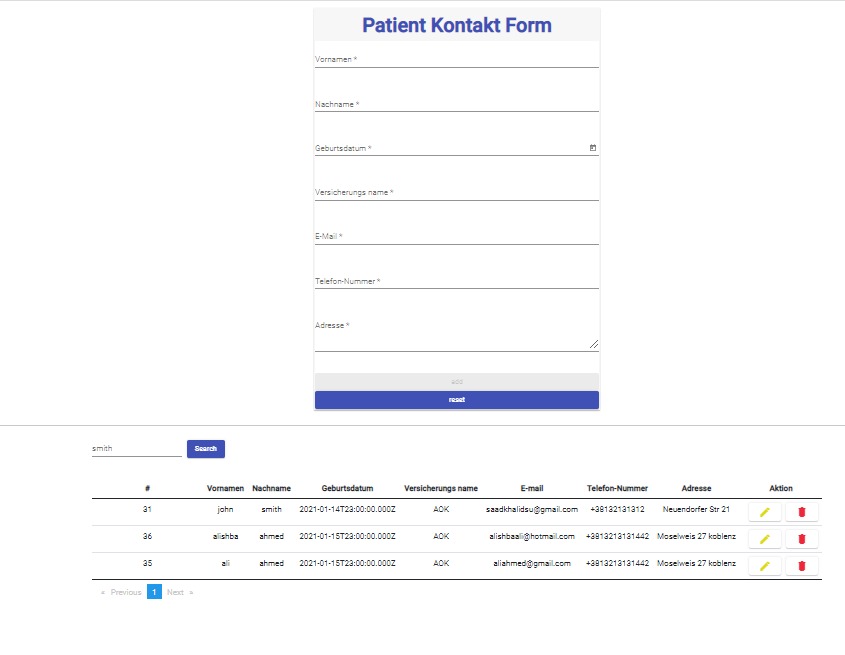 Patient Kontakt Form
Vornamen *
Nachname *
Geburtsdatum *
Versicherungs name *
E-Mail *
Telefon-Nummer *
Adresse *
add
reset
smith Search
# Vornamen Nachname Geburtsdatum Versicherungs name E-mail Telefon-Nummer Adresse Aktion
31 john smith 2021-01-14T23:00:00.000Z AOK saadkhalidsu@gmail.com +38132131312 Neuendorfer Str 21
36 alishba ahmed 2021-01-15T23:00:00.000Z AOK alishbaali@hotmail.com +3813213131442 Moselweis 27 koblenz
35 ali ahmed 2021-01-15T23:00:00.000Z AOK aliahmed@gmail.com +3813213131442 Moselweis 27 koblenz
« Previous 1 Next »